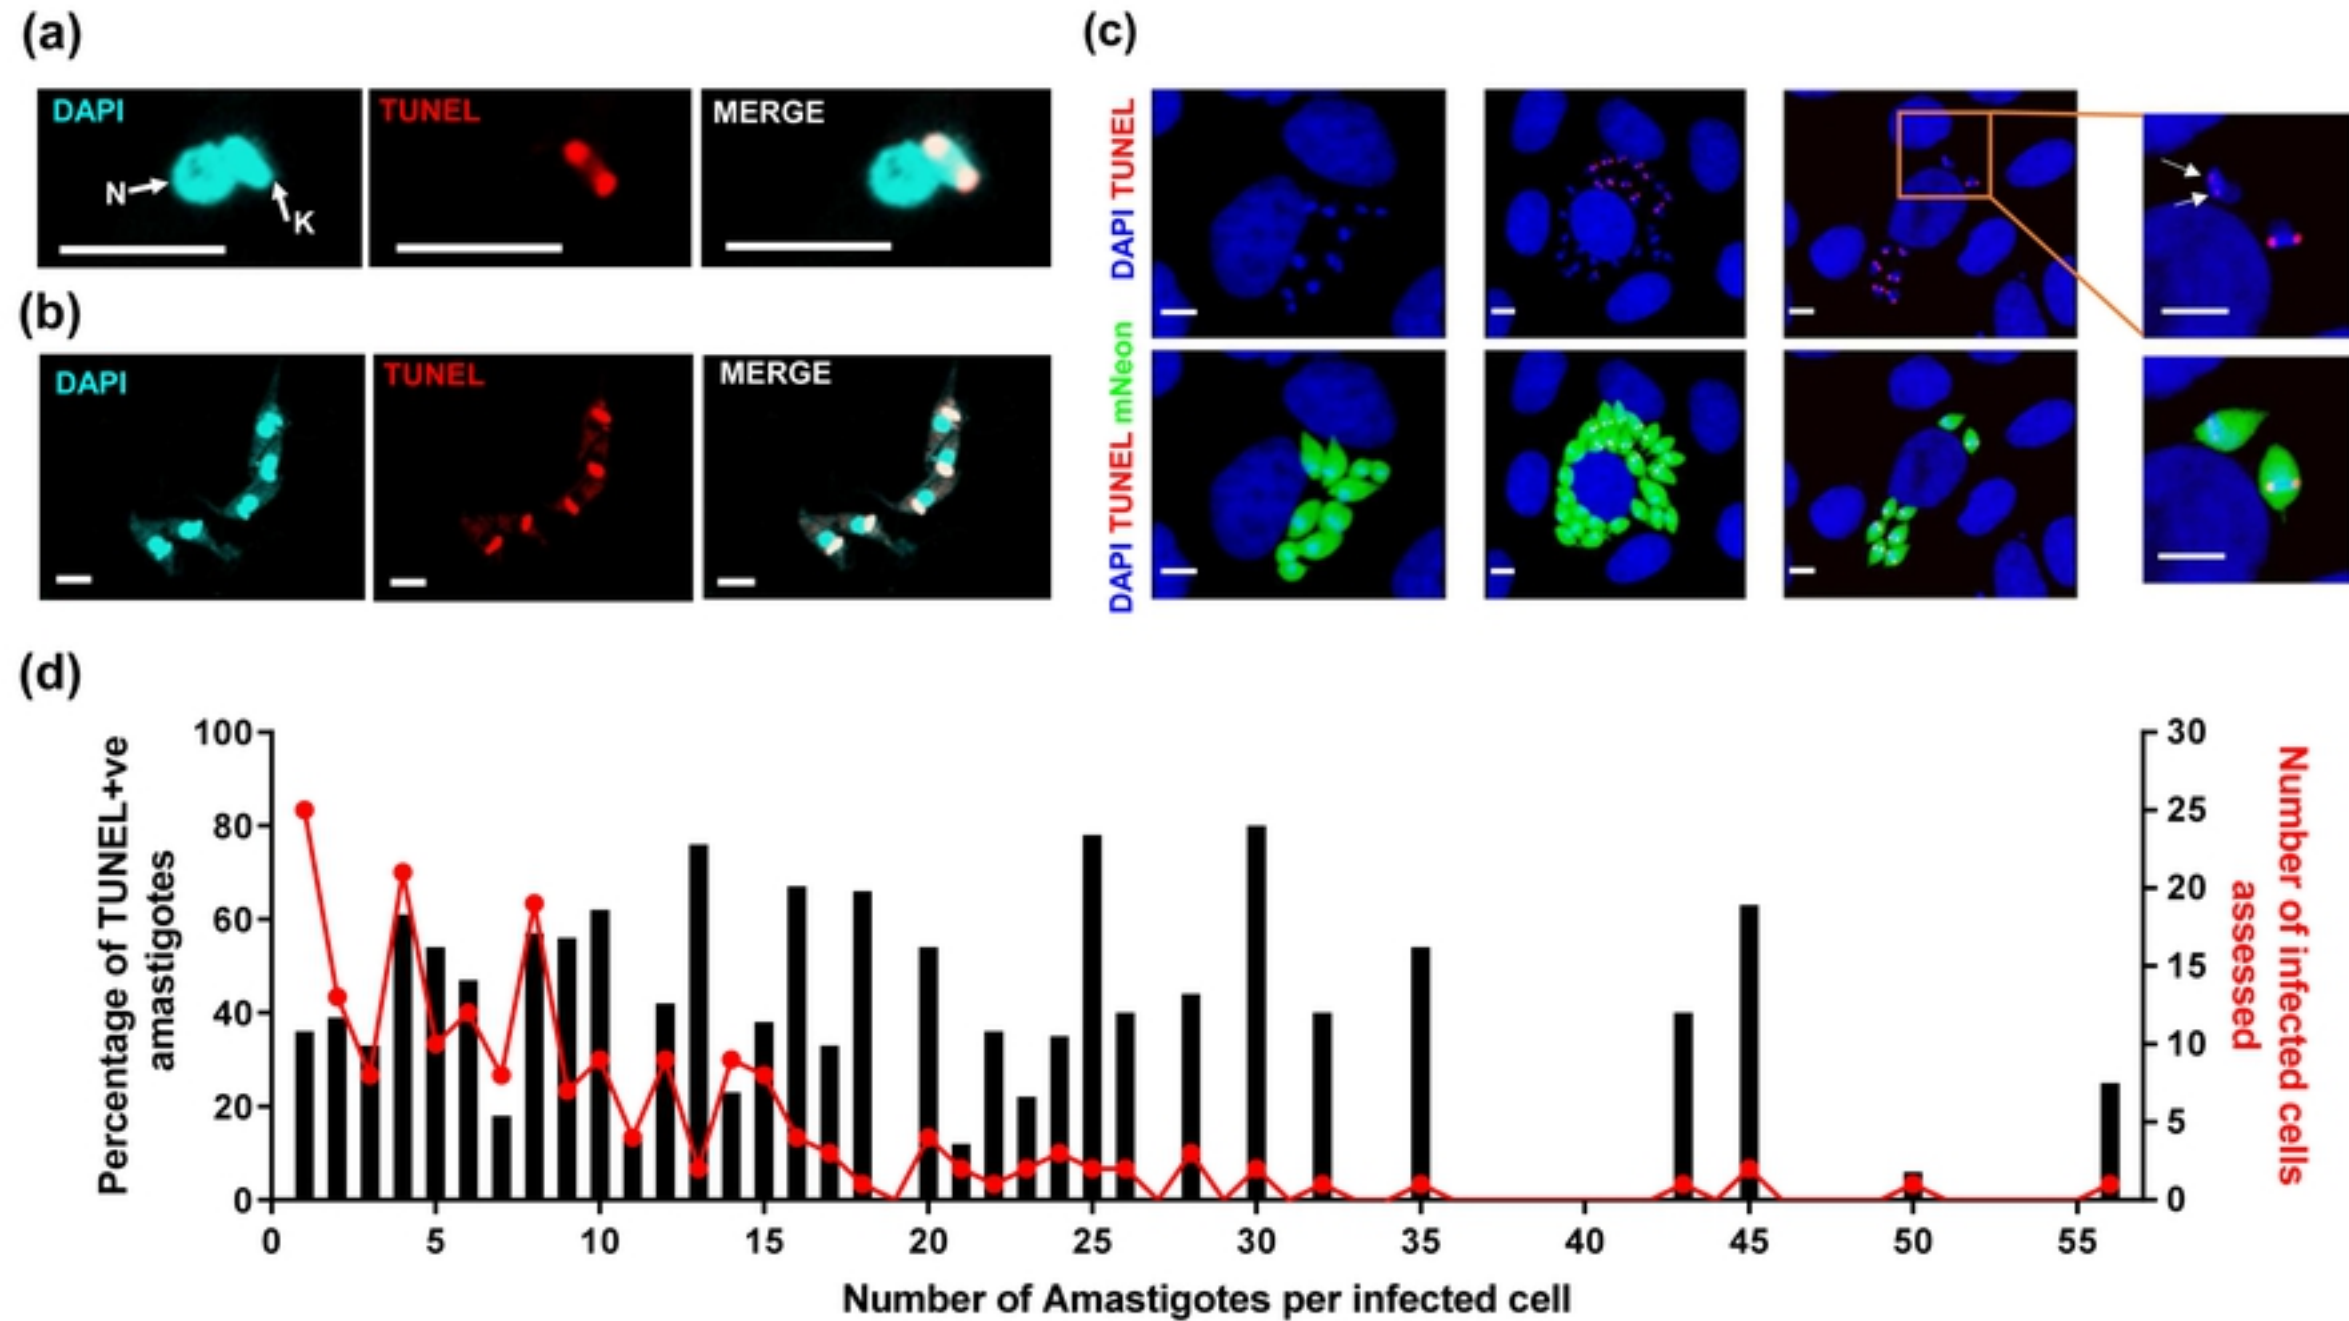 (a)
DAPI
TUNEL
MERGE
N
K
(b)
DAPI
TUNEL
MERGE
(c)
DAPI TUNEL
DAPI TUNEL mNeon
(d)
Percentage of TUNEL+ve
amastigotes
100
80
60
40
20
0
30
25
20
15
10
5
0
Number of infected cells
assessed
0 5 10 15 20 25 30 35 40 45 50 55
Number of Amastigotes per infected cell